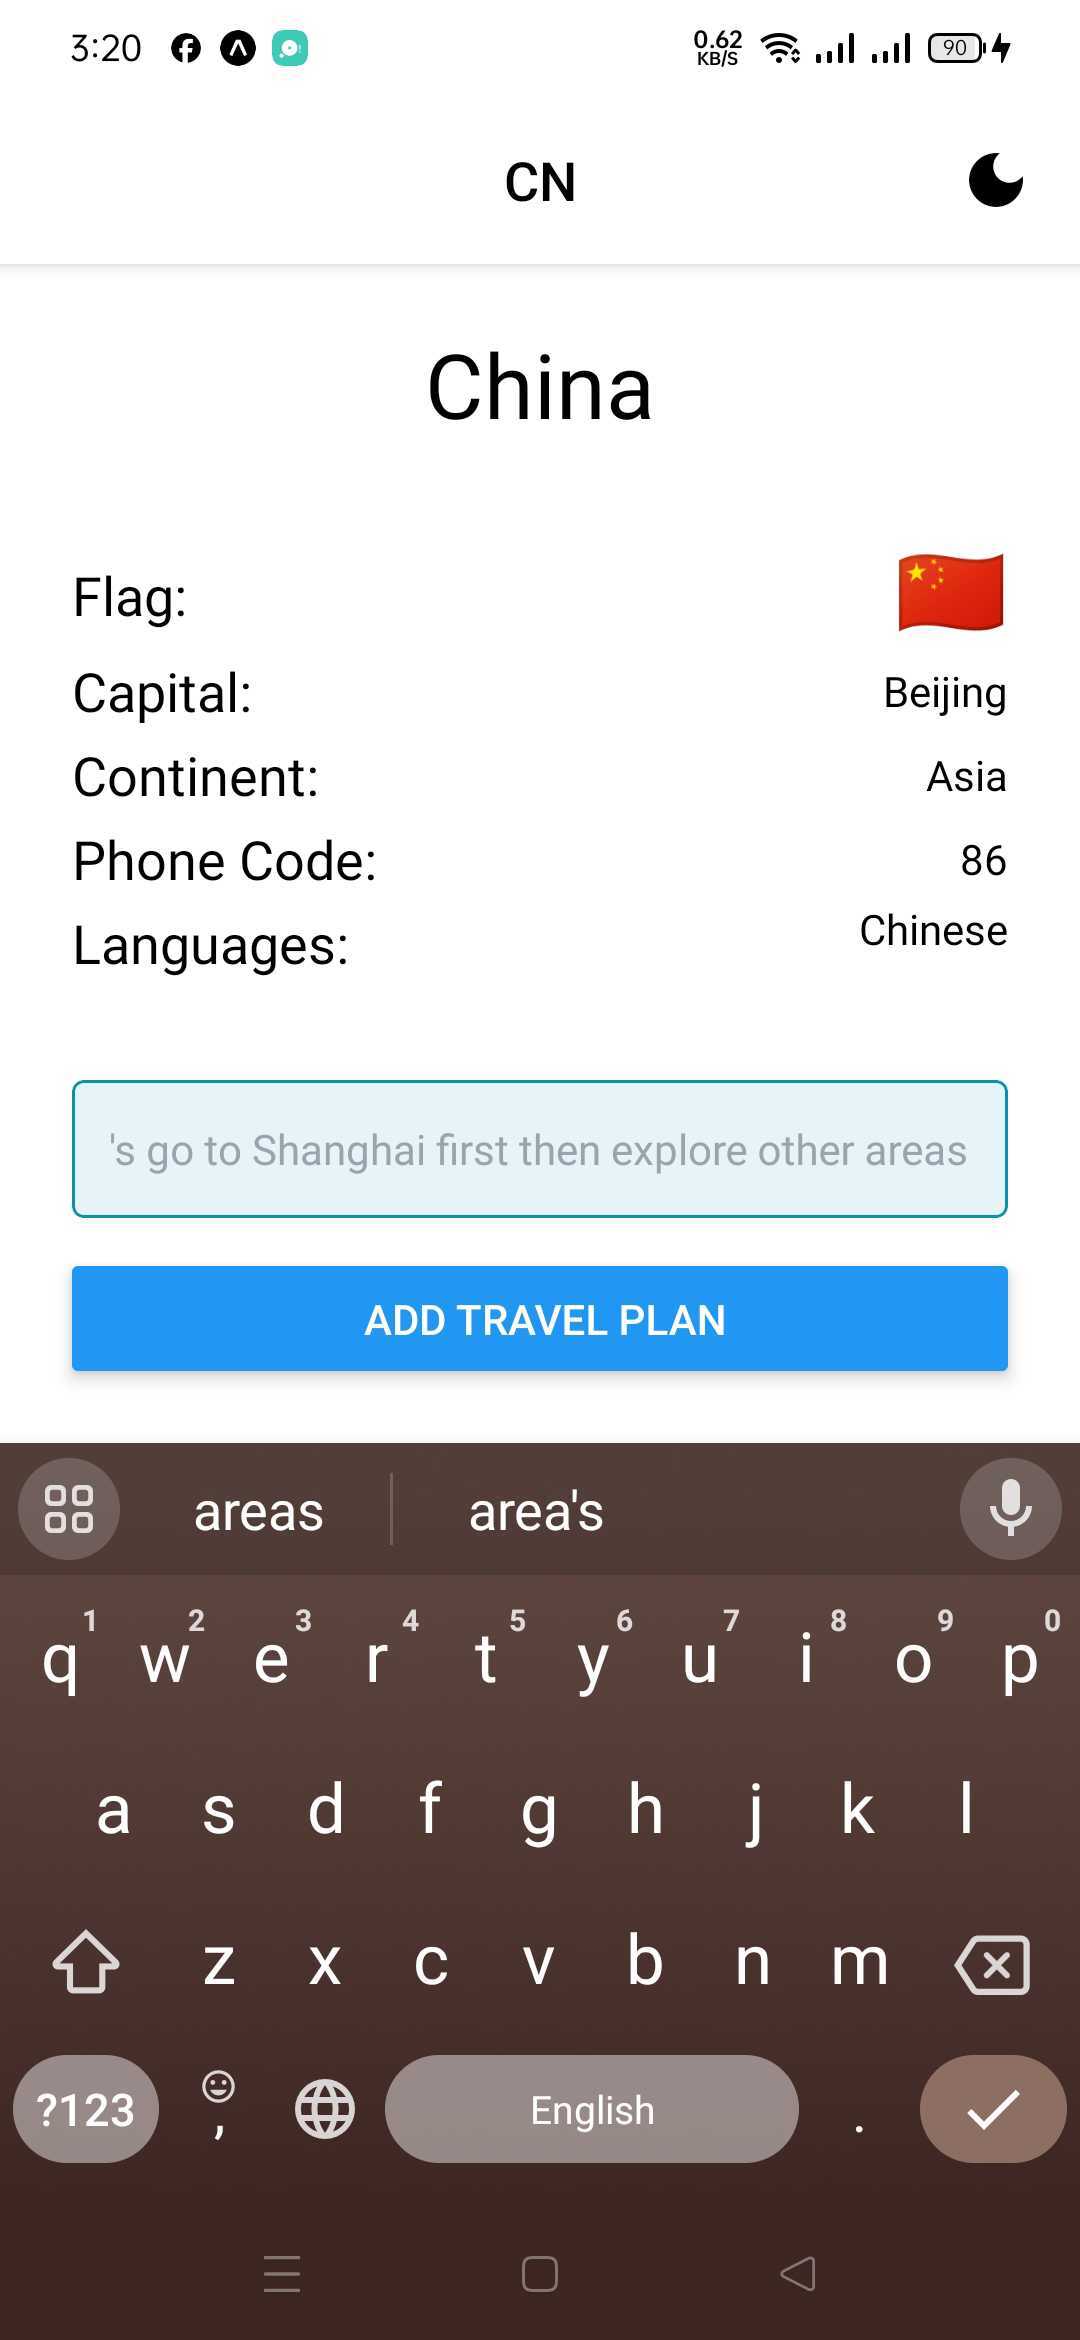 3:20 0.62 KB/S 90
CN
China
Flag:
Capital: Beijing
Continent: Asia
Phone Code: 86
Languages: Chinese
's go to Shanghai first then explore other areas
ADD TRAVEL PLAN
areas area's
1 2 3 4 5 6 7 8 9 0
q w e r t y u i o p
a s d f g h j k l
z x c v b n m
?123 , English .